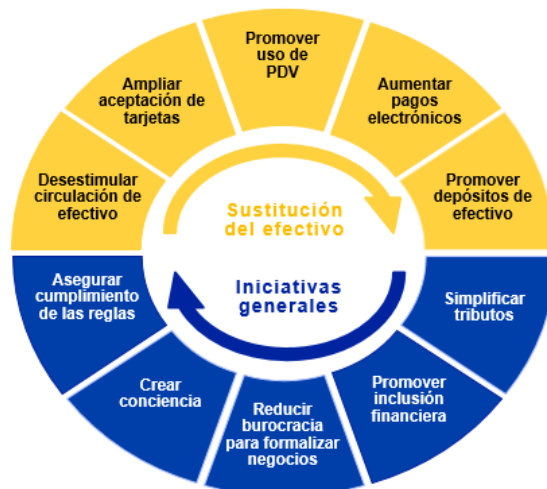 Promover
uso de
PDV
Ampliar
aceptación de
tarjetas
Aumentar
pagos
electrónicos
Desestimular
circulación de
efectivo
Promover
depósitos de
efectivo
Sustitución
del efectivo
Iniciativas
generales
Asegurar
cumplimiento
de las reglas
Simplificar
tributos
Crear
conciencia
Reducir
burocracia
para formalizar
negocios
Promover
inclusión
financiera